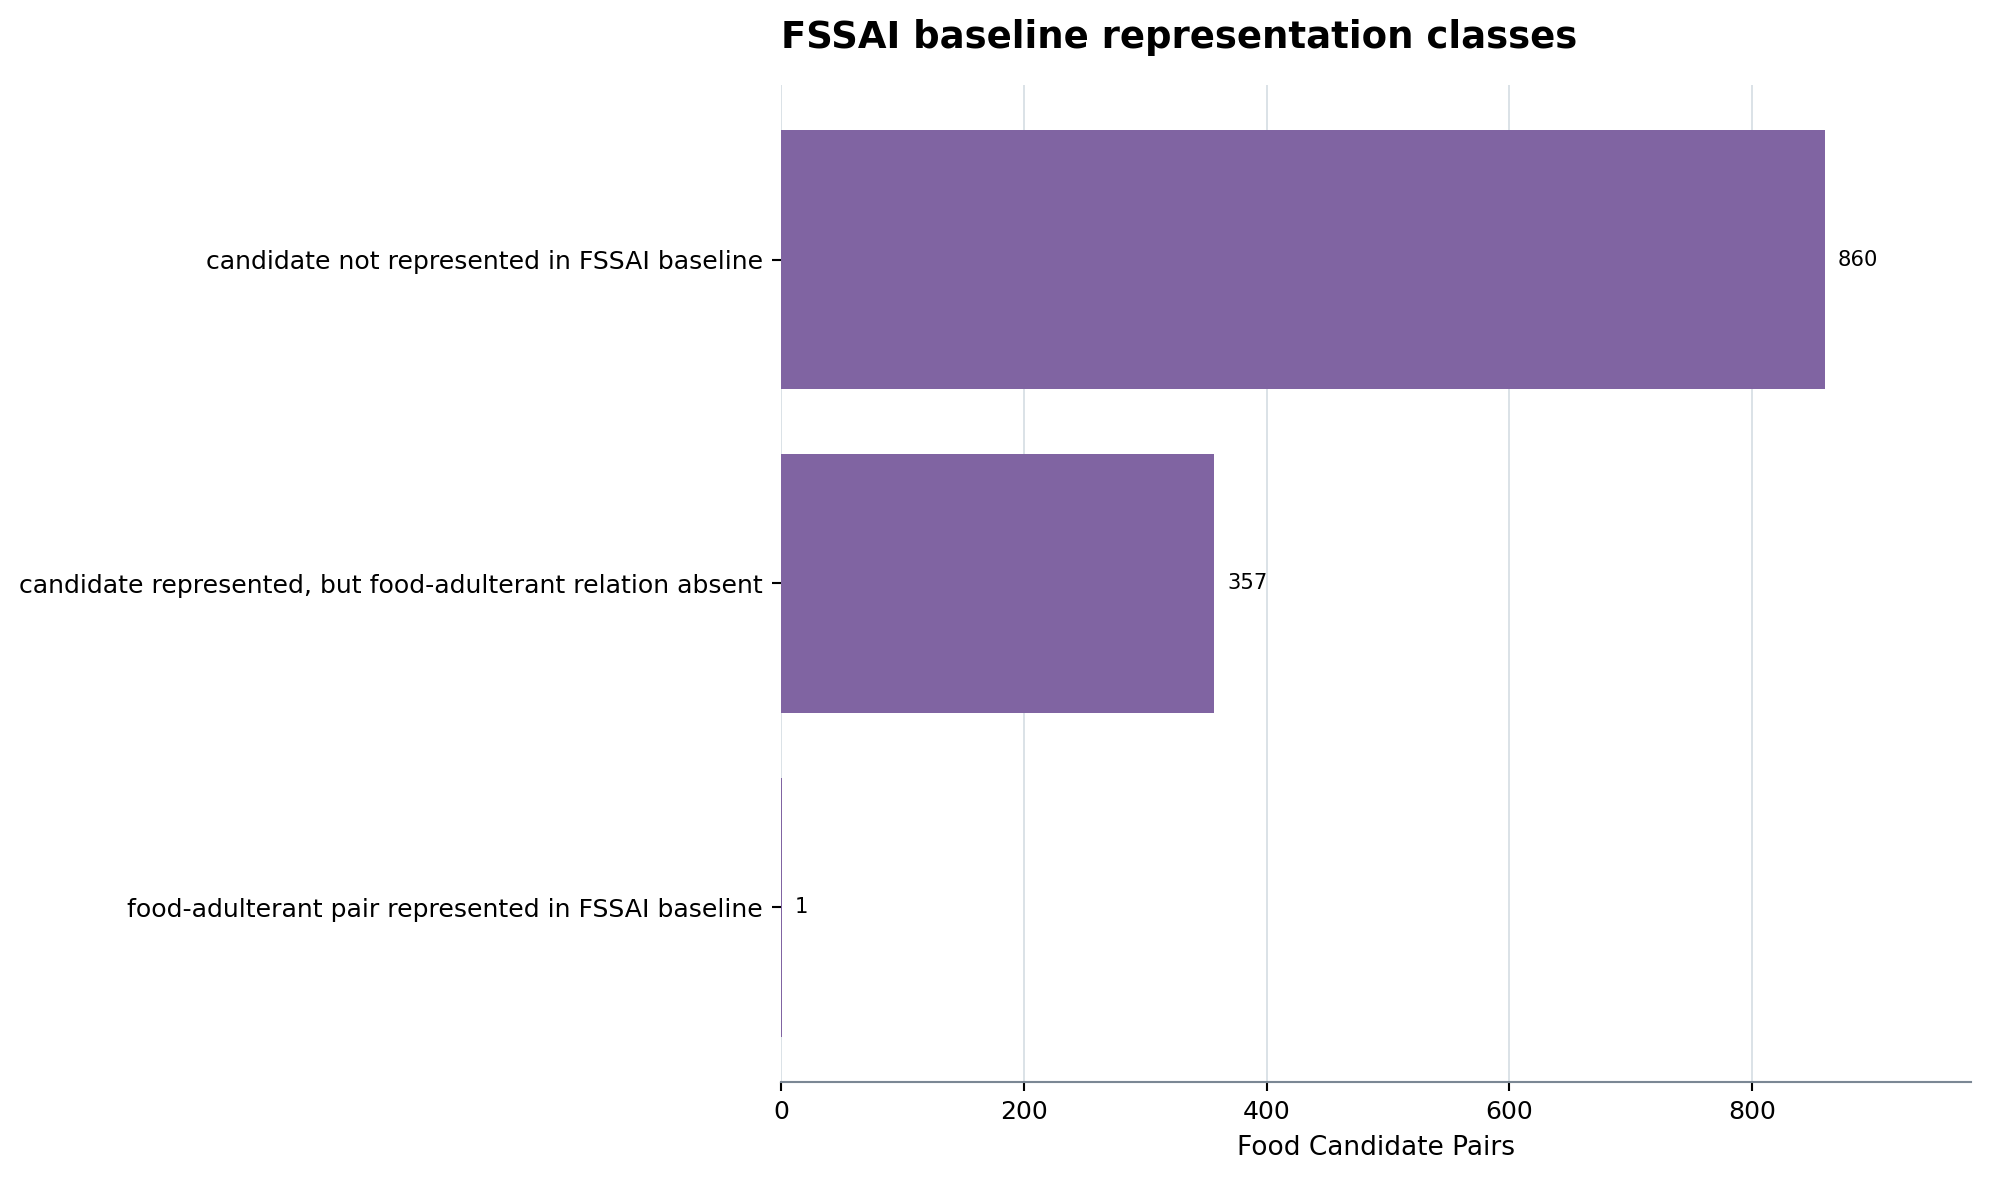 FSSAI baseline representation classes
candidate not represented in FSSAI baseline
860
candidate represented, but food-adulterant relation absent
357
food-adulterant pair represented in FSSAI baseline
1
0 200 400 600 800
Food Candidate Pairs